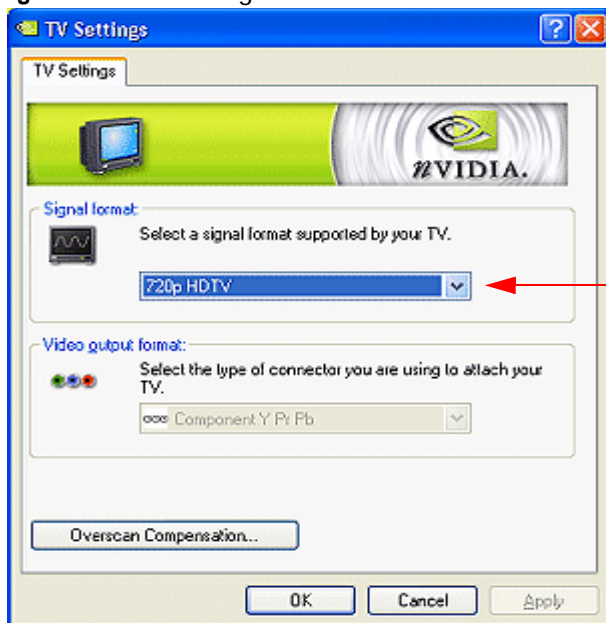 TV Settings
TV Settings
nVIDIA.
Signal format:
Select a signal format supported by your TV.
720p HDTV
Video output format:
Select the type of connector you are using to attach your
TV.
Component Y Pr Pb
Overscan Compensation...
OK Cancel Apply